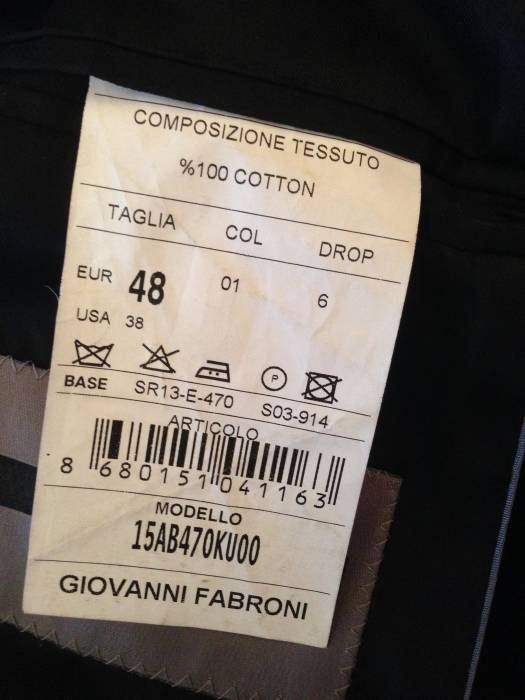 COMPOSIZIONE TESSUTO
%100 COTTON
TAGLIA COL DROP
EUR 48 01 6
USA 38
P
BASE SR13-E-470 S03-914
ARTICOLO
8 680151 041163
MODELLO
15AB470KU00
GIOVANNI FABRONI